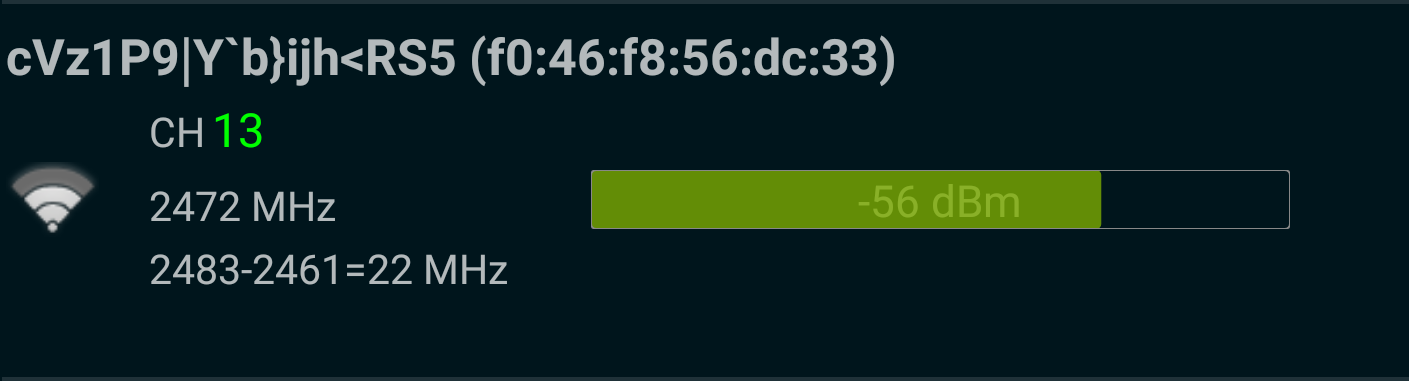 cVz1P9|Y`b}ijh<RS5 (f0:46:f8:56:dc:33)
CH 13
2472 MHz
-56 dBm
2483-2461=22 MHz